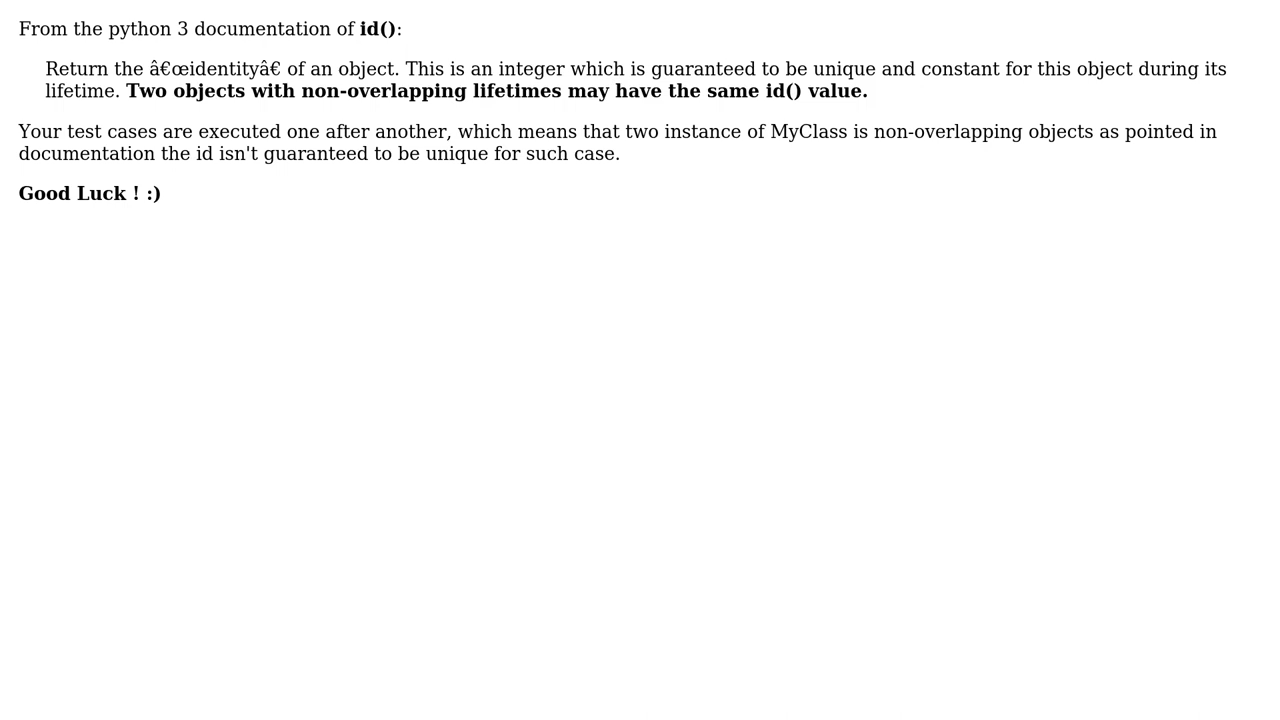 From the python 3 documentation of id():
Return the â€œidentityâ€ of an object. This is an integer which is guaranteed to be unique and constant for this object during its
lifetime. Two objects with non-overlapping lifetimes may have the same id() value.
Your test cases are executed one after another, which means that two instance of MyClass is non-overlapping objects as pointed in
documentation the id isn't guaranteed to be unique for such case.
Good Luck ! :)